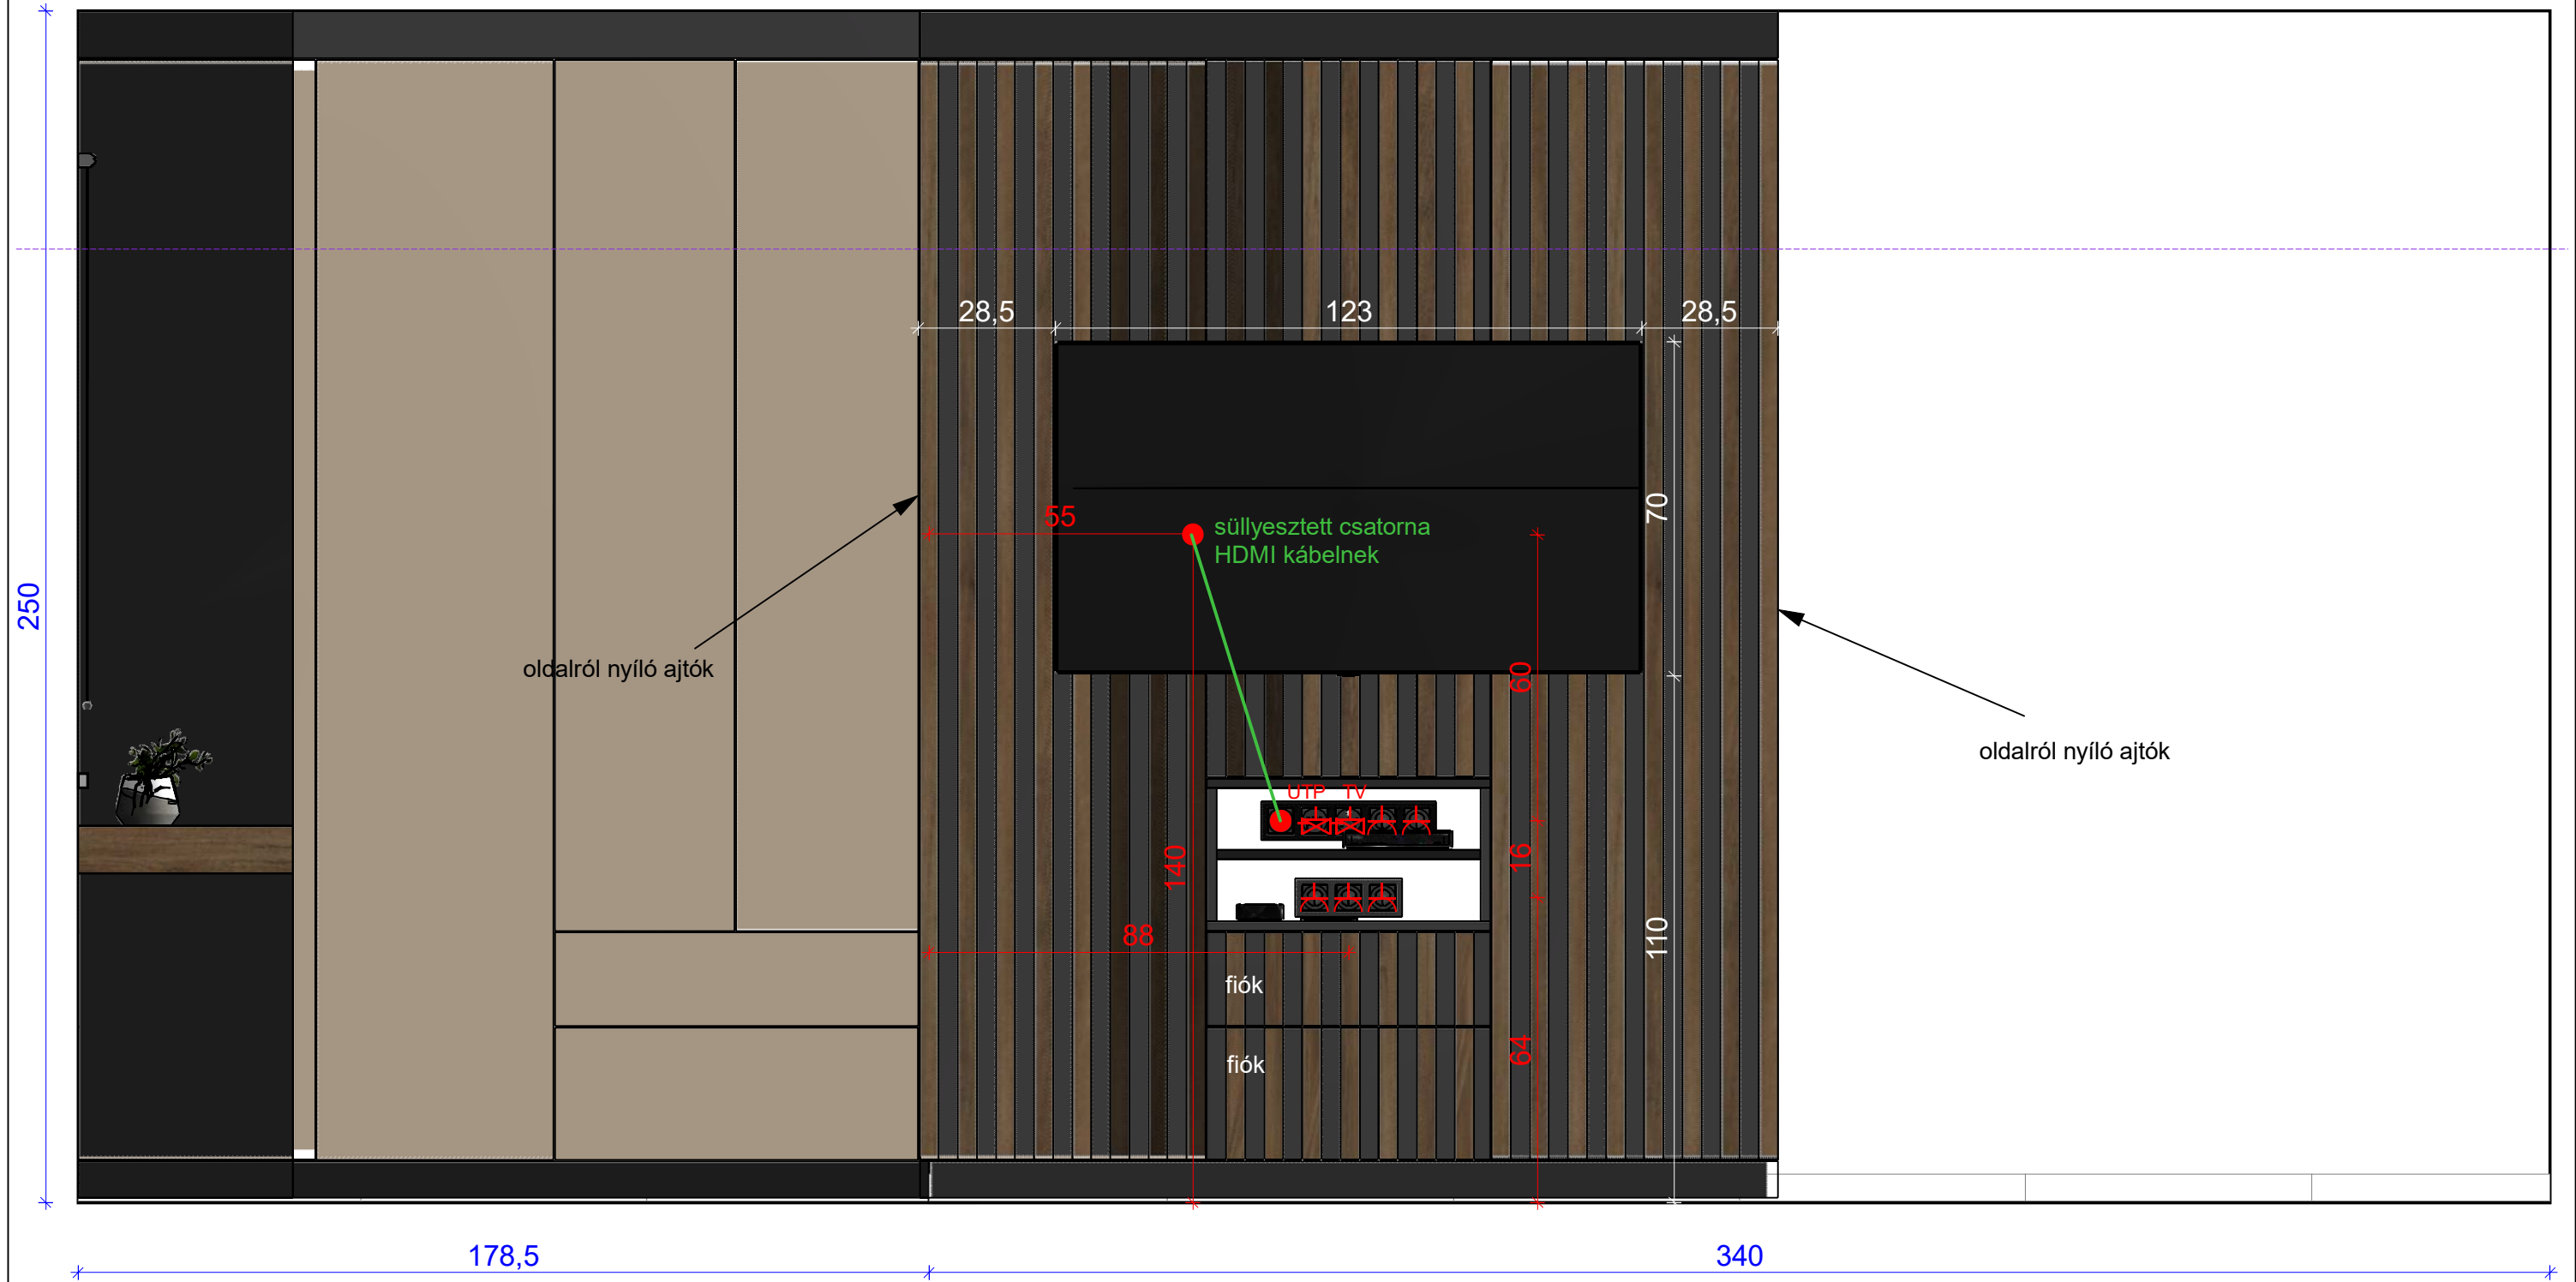 28,5
123
28,5
55
süllyesztett csatorna
HDMI kábelnek
70
250
60
oldalról nyíló ajtók
oldalról nyíló ajtók
UTP TV
140
16
88
110
fiók
fiók
64
178,5
340